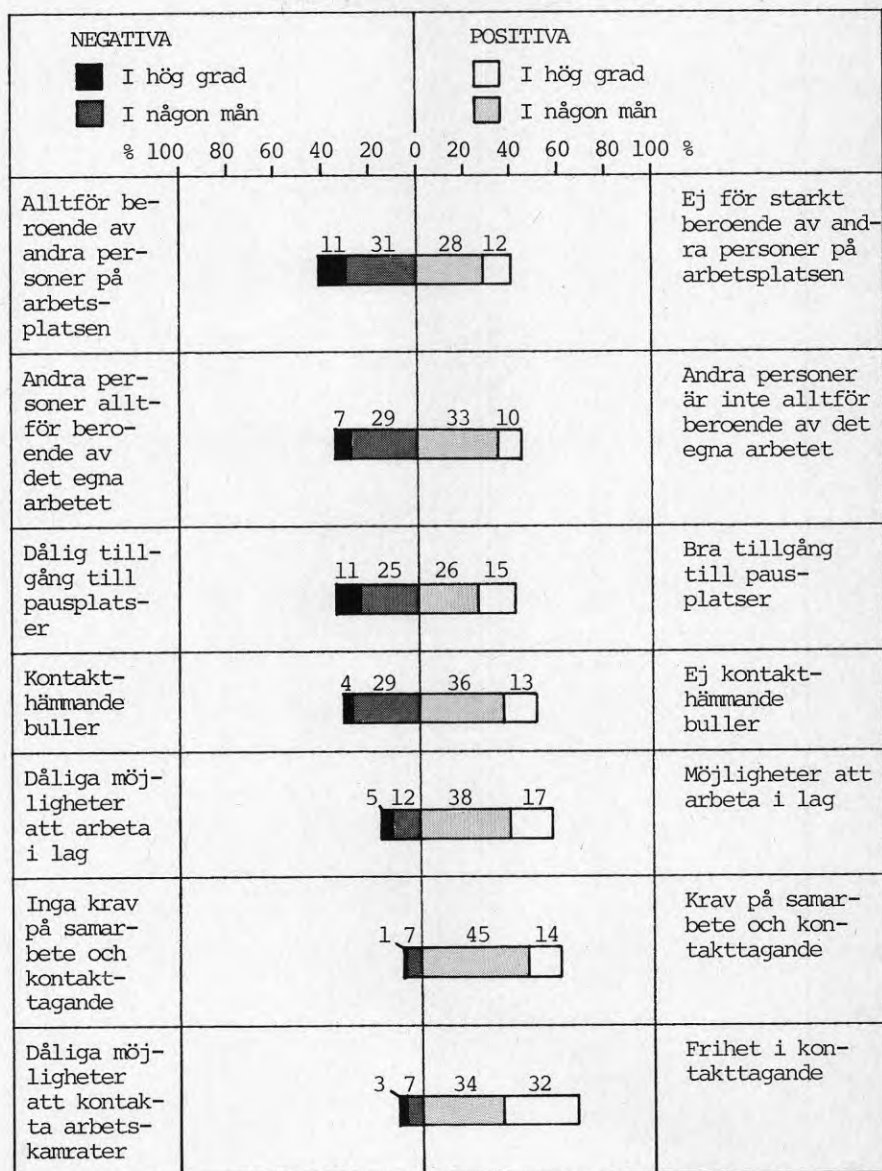 NEGATIVA
I hög grad
I någon mån
POSITIVA
I hög grad
I någon mån
% 100 80 60 40 20 0 20 40 60 80 100 %
Alltför be-
roende av
andra per-
soner på
arbets-
platsen
11 31 28 12
Ej för starkt
beroende av and-
ra personer på
arbetsplatsen
Andra per-
soner allt-
för bero-
ende av
det egna
arbetet
7 29 33 10
Andra personer
är inte alltför
beroende av det
egna arbetet
Dålig till-
gång till
pausplats-
er
11 25 26 15
Bra tillgång
till paus-
platser
Kontakt-
hämmande
buller
4 29 36 13
Ej kontakt-
hämmande
buller
Dåliga möj-
ligheter
att arbeta
i lag
5 12 38 17
Möjligheter att
arbeta i lag
Inga krav
på samar-
bete och
kontakt-
tagande
1 7 45 14
Krav på samar-
bete och kon-
takttagande
Dåliga möj-
ligheter
att kontak-
ta arbets-
kamrater
3 7 34 32
Frihet i kon-
takttagande